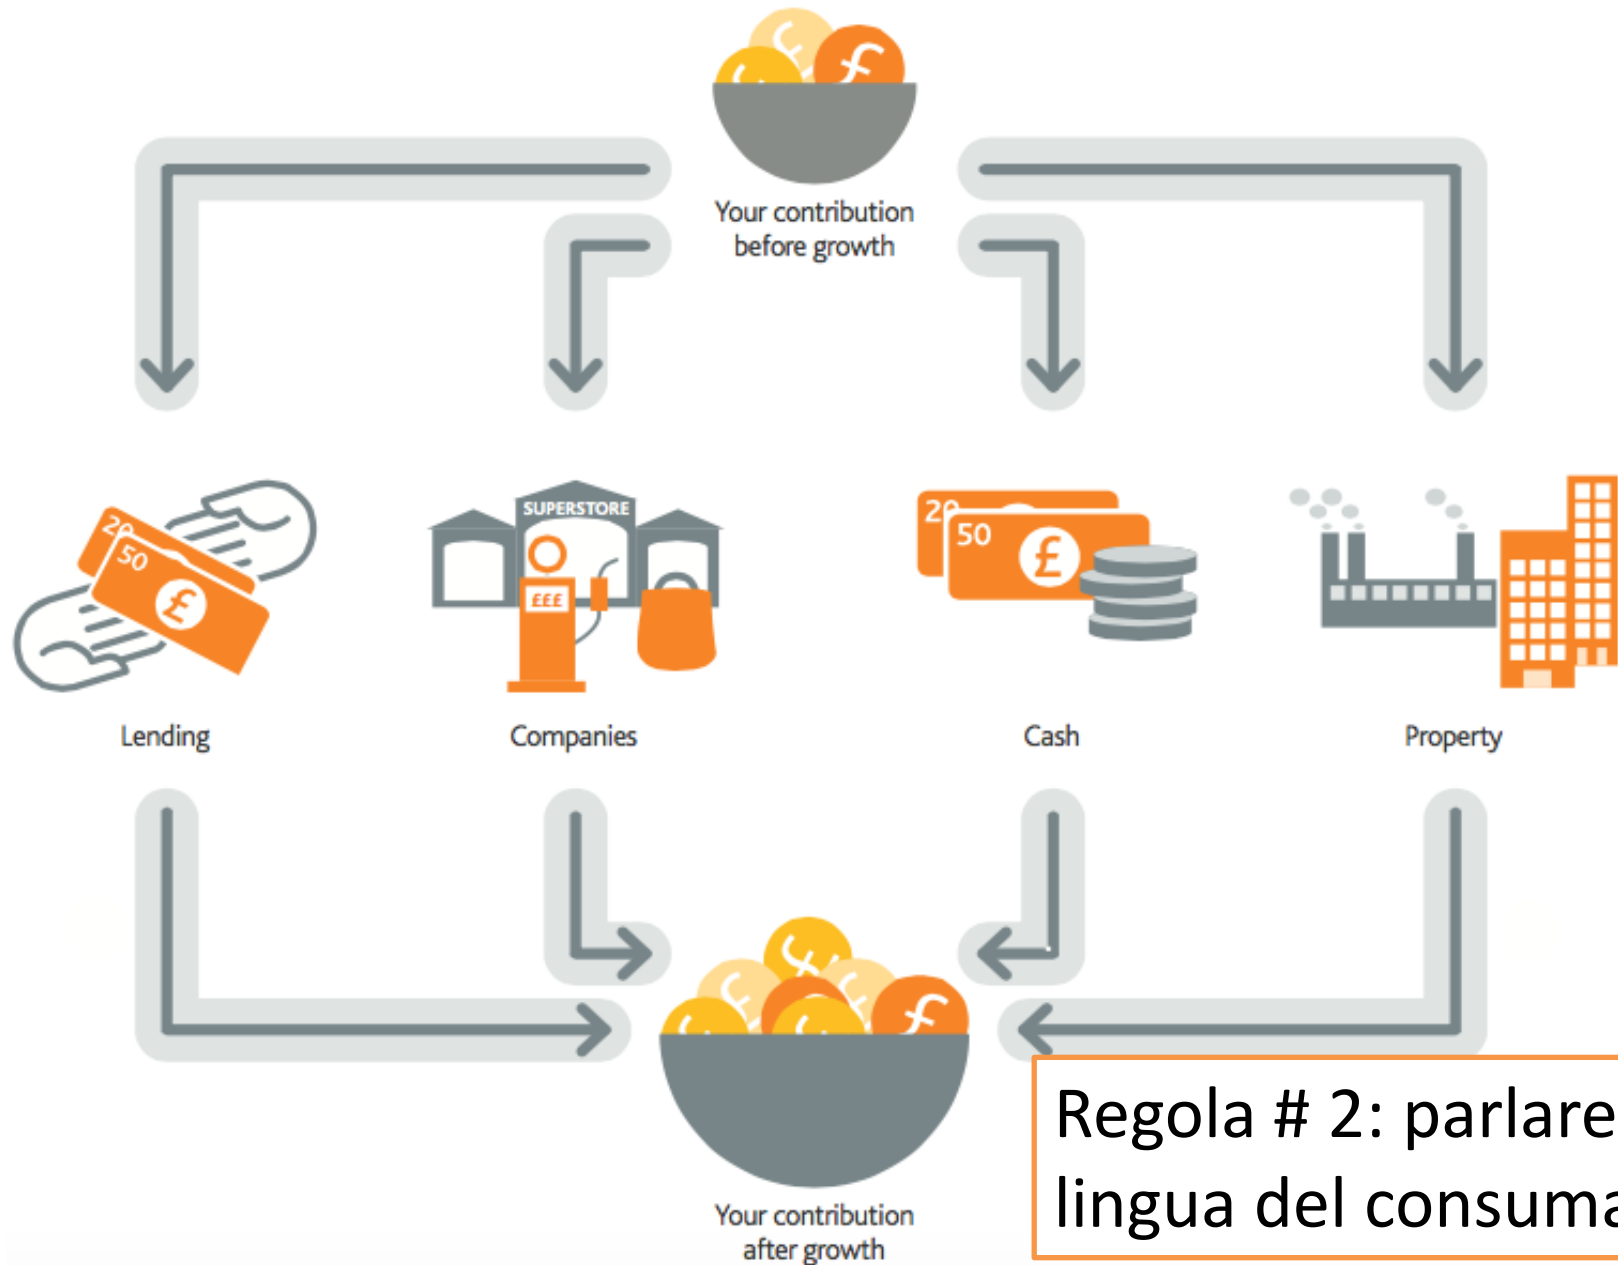 £ £ £
Your contribution
before growth
20
50
£
SUPERSTORE
£££
20
50
£
Lending
Companies
Cash
Property
£ £
£ £
£ £ £
Your contribution
after growth
Regola # 2: parlare
lingua del